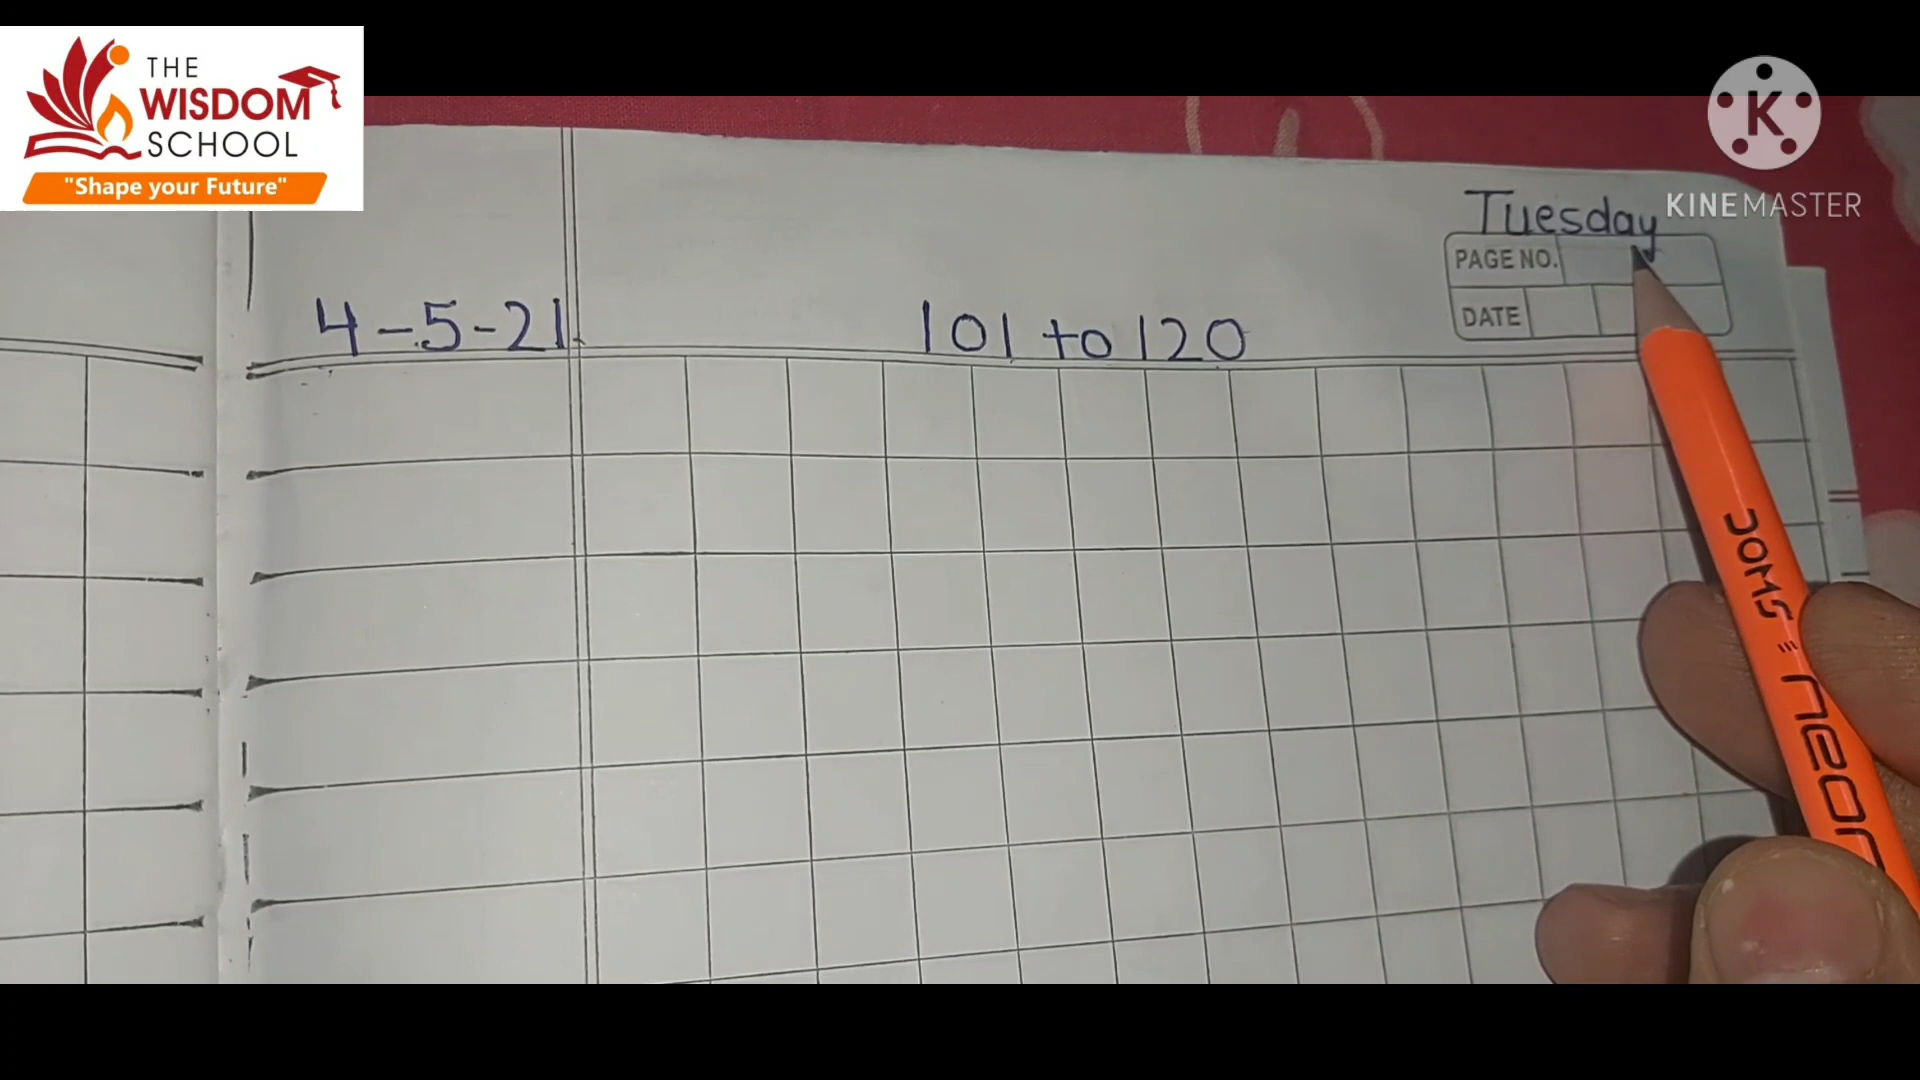 THE
WISDOM
SCHOOL
"Shape your Future"
K
KINEMASTER
Tuesday
PAGE NO.
DATE
4-5-21
101 to 120
DOMS neon